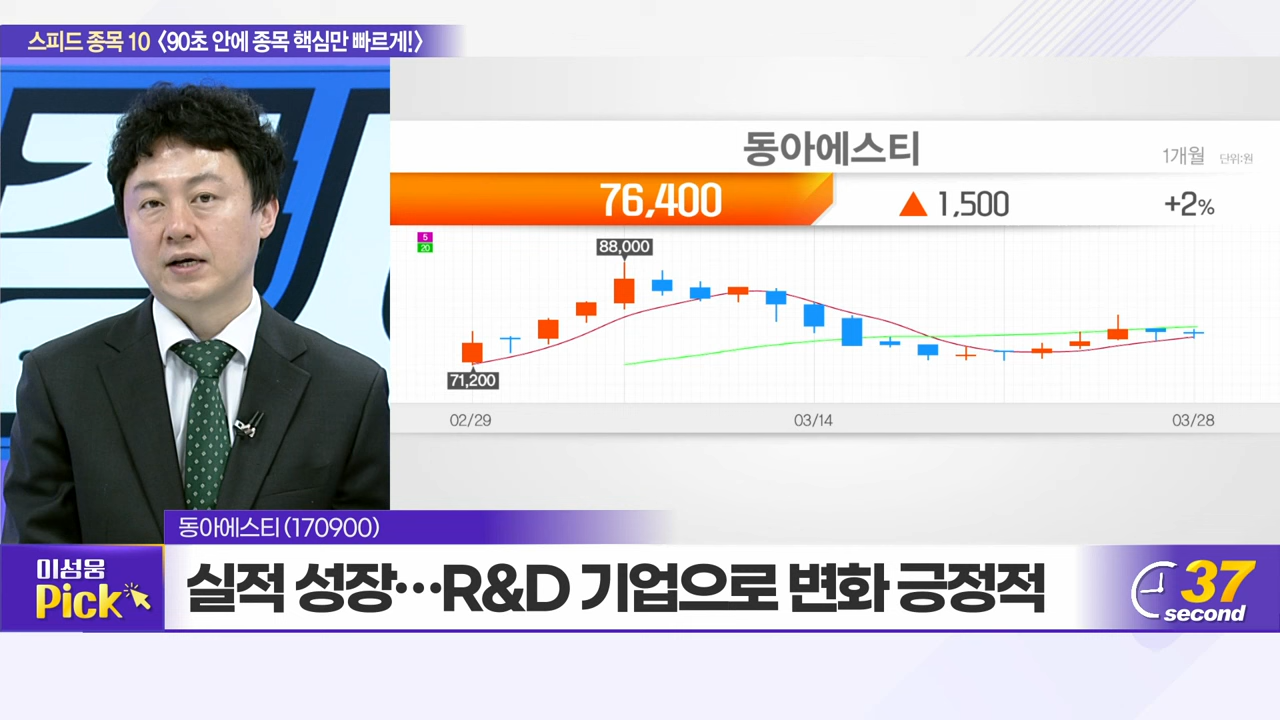 스피드 종목 10 〈90초 안에 종목 핵심만 빠르게!〉
동아에스티
1개월 단위:원
76,400 ▲ 1,500 +2%
5
20
88,000
71,200
02/29 03/14 03/28
동아에스티 (170900)
미성웅
Pick
실적 성장…R&D 기업으로 변화 긍정적
37
second